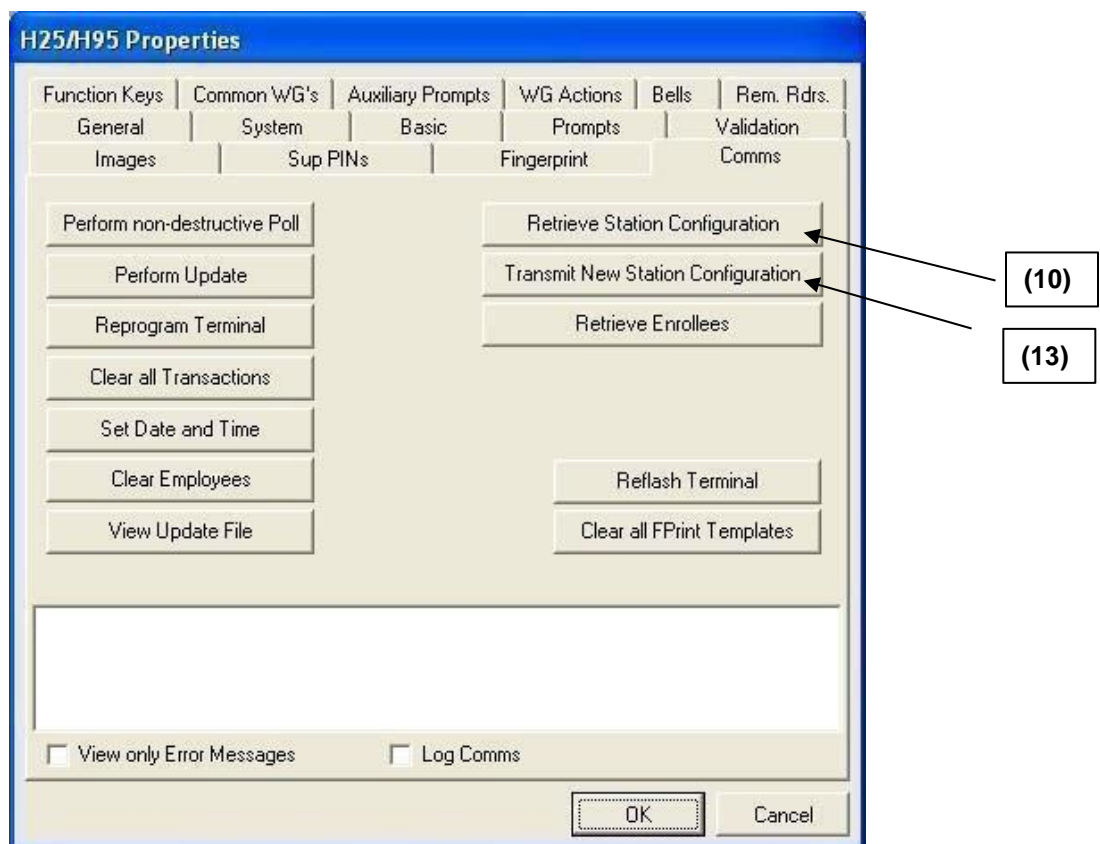 H25/H95 Properties
Function Keys Common WG's Auxiliary Prompts WG Actions Bells Rem. Rdrs.
General System Basic Prompts Validation
Images Sup PINs Fingerprint Comms
Perform non-destructive Poll Retrieve Station Configuration
Perform Update Transmit New Station Configuration (10)
Reprogram Terminal Retrieve Enrollees
(13)
Clear all Transactions
Set Date and Time
Clear Employees Reflash Terminal
View Update File Clear all FPrint Templates
View only Error Messages Log Comms
OK Cancel